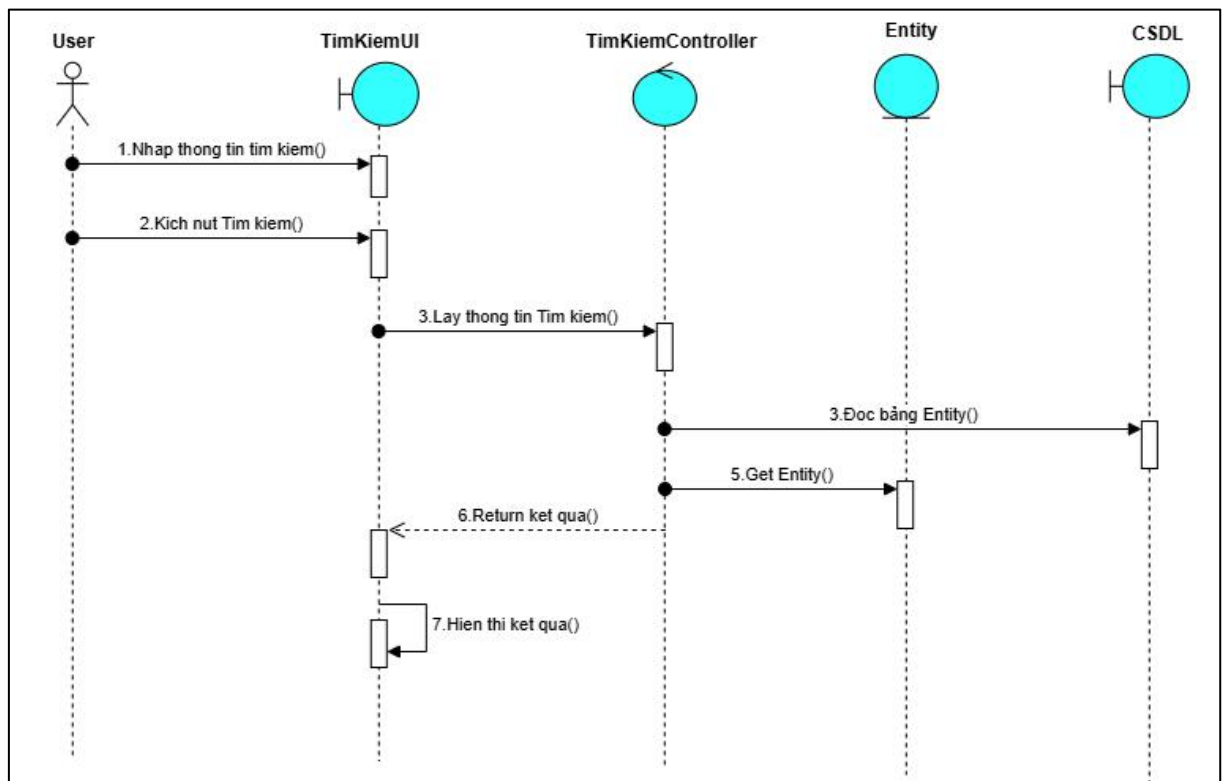 User
TimKiemUI
TimKiemController
Entity
CSDL
1.Nhap thong tin tim kiem()
2.Kich nut Tim kiem()
3.Lay thong tin Tim kiem()
3.Đoc bảng Entity()
5.Get Entity()
6.Return ket qua()
7.Hien thi ket qua()